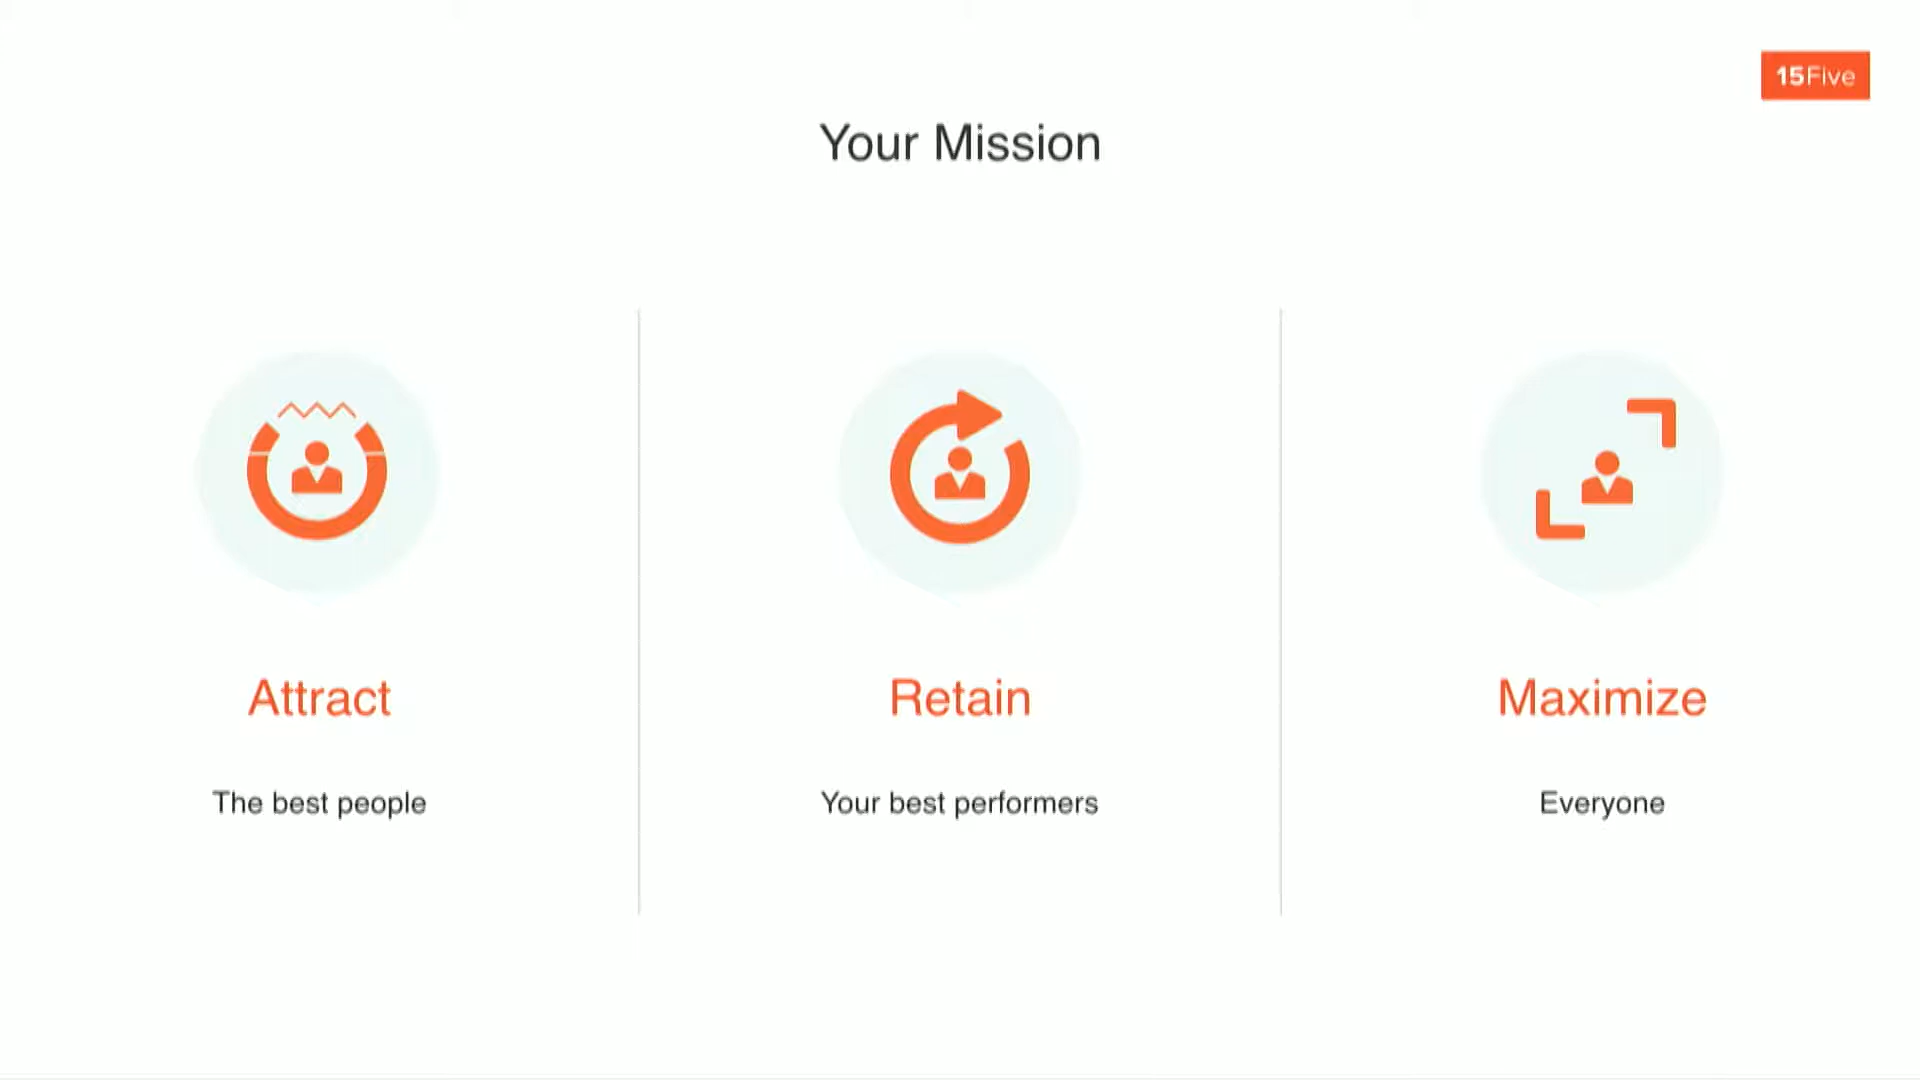 15Five
Your Mission
Attract
The best people
Retain
Your best performers
Maximize
Everyone